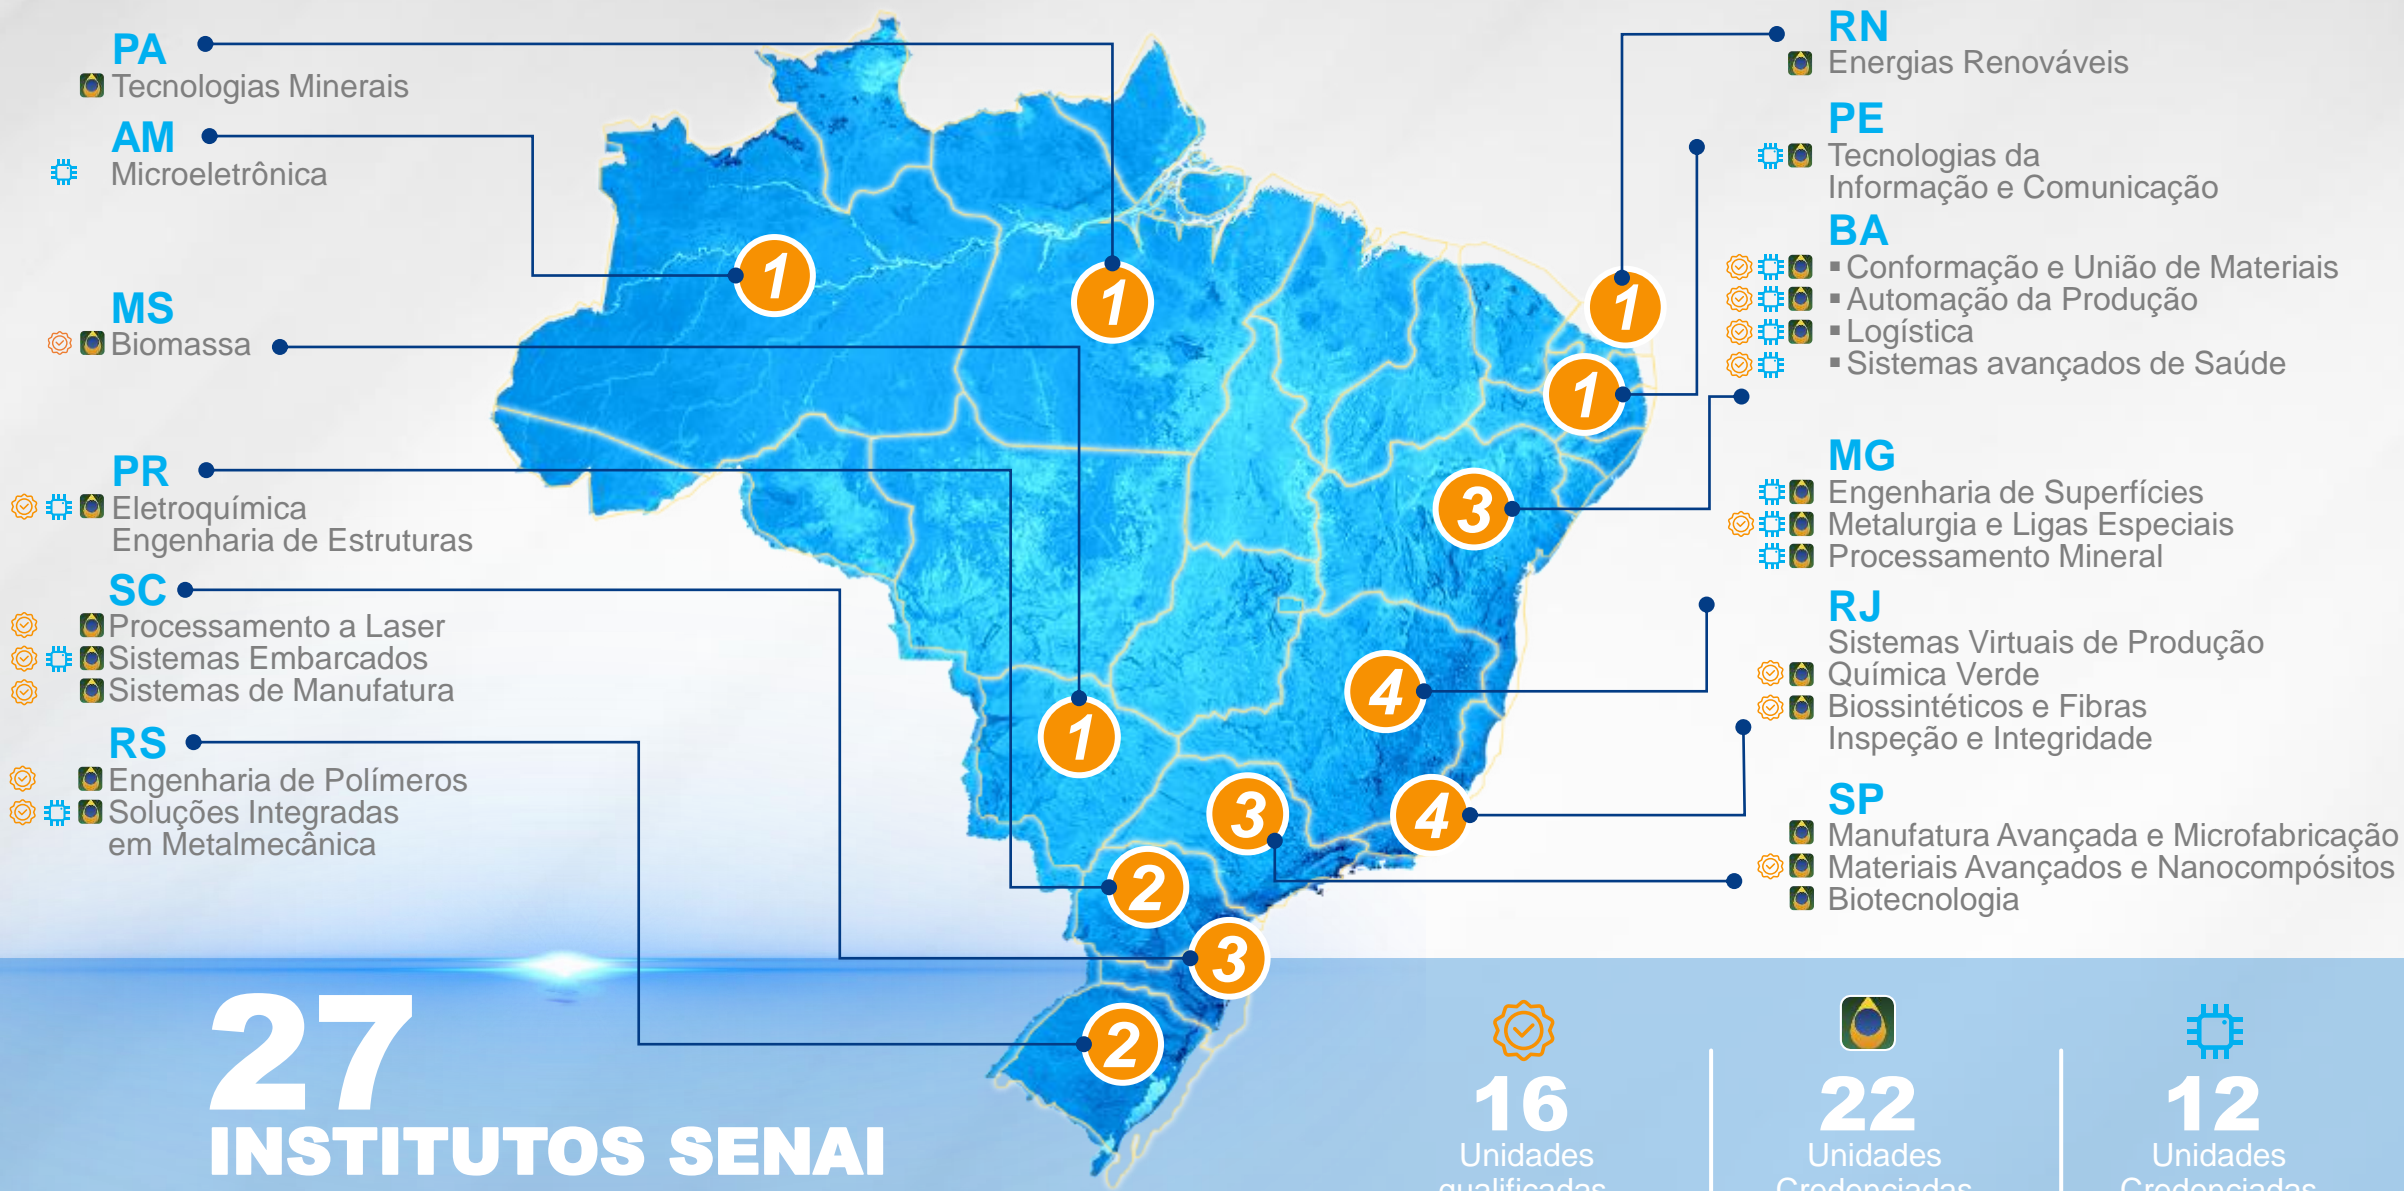 PA
Tecnologias Minerais
AM
Microeletrônica
MS
Biomassa
PR
Eletroquímica
Engenharia de Estruturas
SC
Processamento a Laser
Sistemas Embarcados
Sistemas de Manufatura
RS
Engenharia de Polímeros
Soluções Integradas
em Metalmecânica
1
1
1
1
3
4
1
3
4
2
3
2
RN
Energias Renováveis
PE
Tecnologias da
Informação e Comunicação
BA
▪ Conformação e União de Materiais
▪ Automação da Produção
▪ Logística
▪ Sistemas avançados de Saúde
MG
Engenharia de Superfícies
Metalurgia e Ligas Especiais
Processamento Mineral
RJ
Sistemas Virtuais de Produção
Química Verde
Biossintéticos e Fibras
Inspeção e Integridade
SP
Manufatura Avançada e Microfabricação
Materiais Avançados e Nanocompósitos
Biotecnologia
27
INSTITUTOS SENAI
16
Unidades
qualificadas
22
Unidades
Credenciadas
12
Unidades
Credenciadas